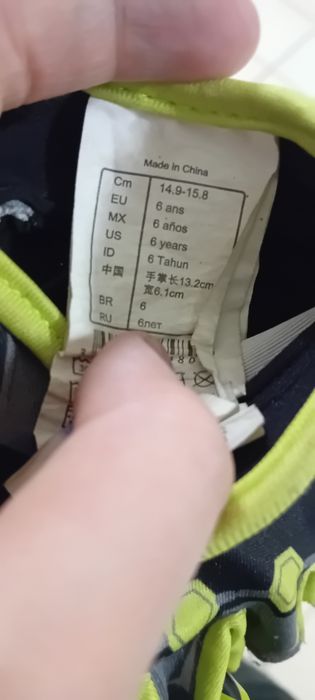 Made in China
Cm 14.9-15.8
EU 6 ans
MX 6 años
US 6 years
ID 6 Tahun
中国 手掌长13.2cm
宽6.1cm
BR 6
RU 6лет